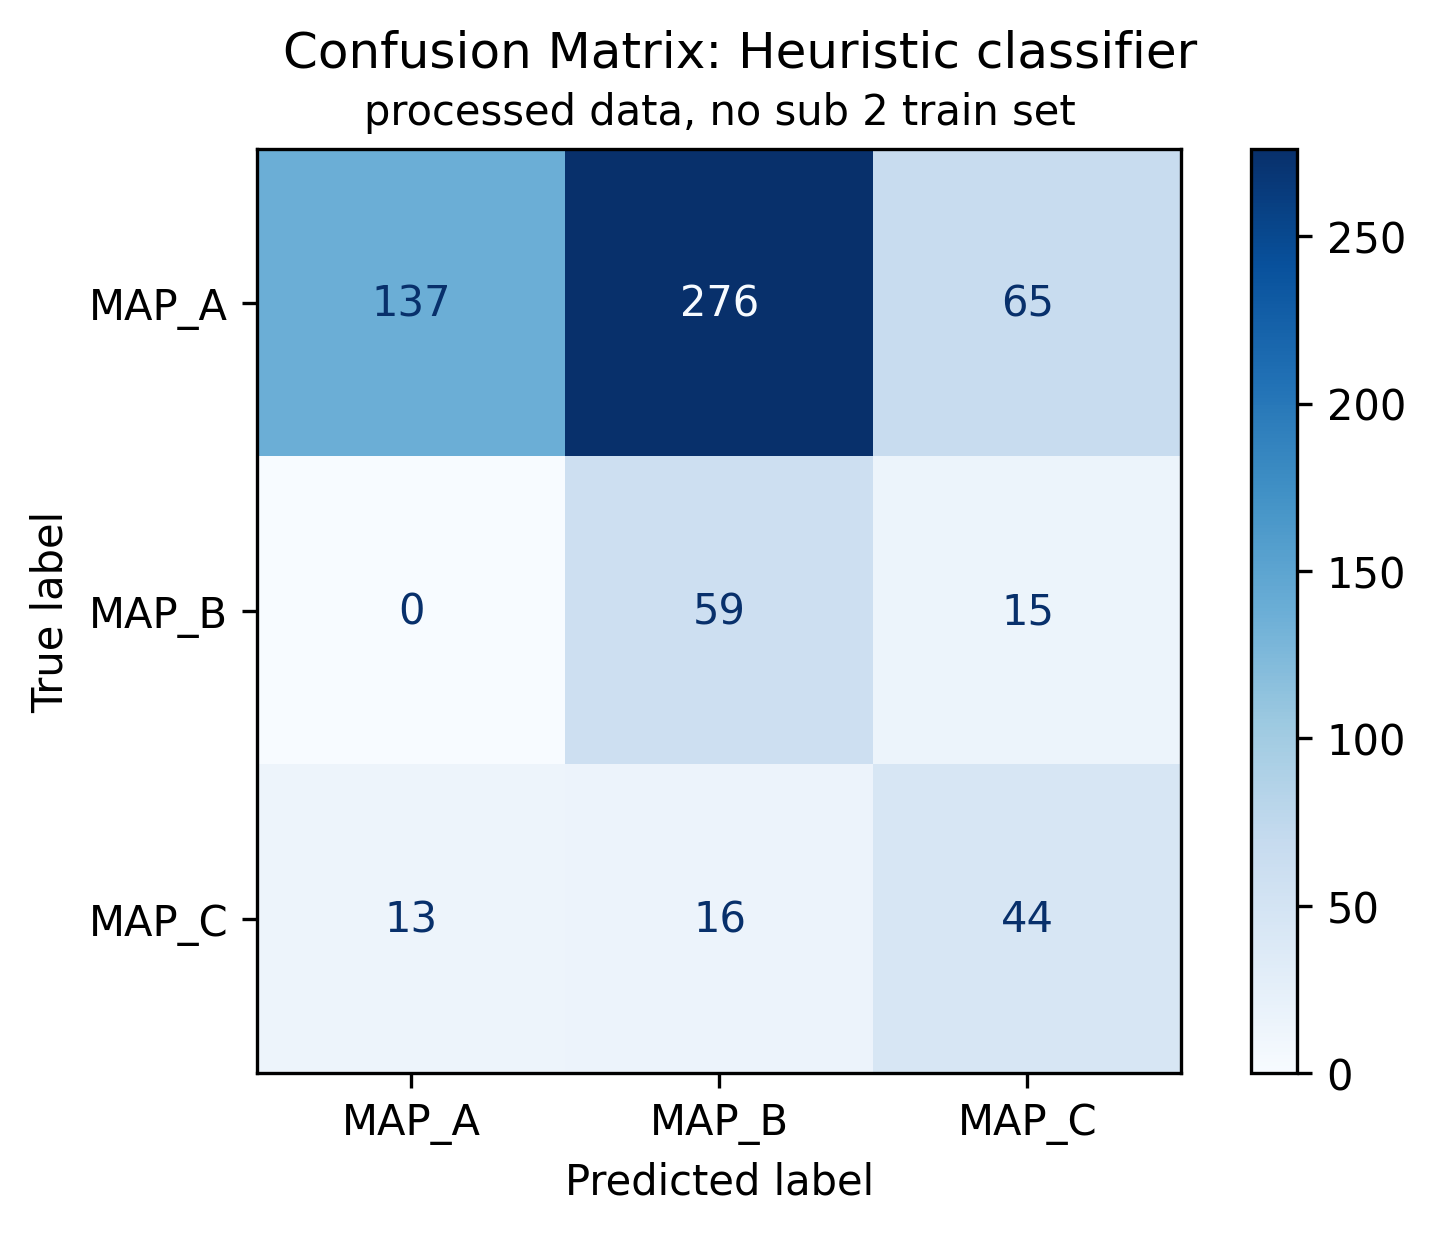 Confusion Matrix: Heuristic classifier
processed data, no sub 2 train set
True label
MAP_A
137 276 65
MAP_B
0 59 15
MAP_C
13 16 44
MAP_A MAP_B MAP_C
Predicted label
250
200
150
100
50
0